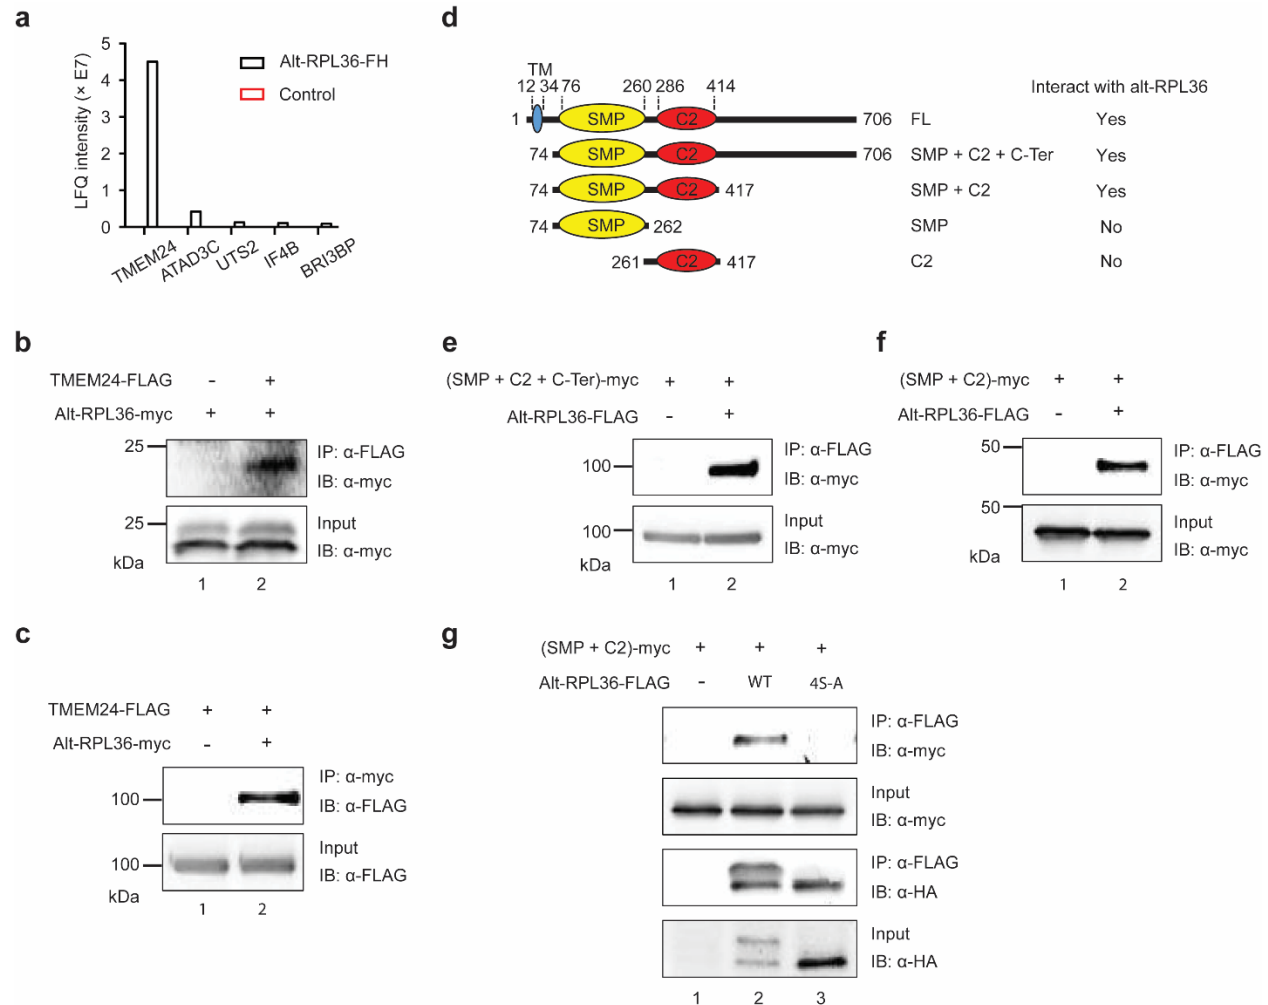 a
LFQ intensity (× E7)
5
4
3
2
1
0
Alt-RPL36-FH
Control
TMEM24
ATAD3C
UTS2
IF4B
BRI3BP
d
TM
12 34 76 260 286 414
Interact with alt-RPL36
1 SMP C2 706 FL Yes
74 SMP C2 706 SMP + C2 + C-Ter Yes
74 SMP C2 417 SMP + C2 Yes
74 SMP 262 SMP No
261 C2 417 C2 No
b
TMEM24-FLAG - +
Alt-RPL36-myc + +
25
IP: α-FLAG
IB: α-myc
25
Input
IB: α-myc
kDa
1 2
e
(SMP + C2 + C-Ter)-myc + +
Alt-RPL36-FLAG - +
100
IP: α-FLAG
IB: α-myc
100
Input
IB: α-myc
kDa
1 2
f
(SMP + C2)-myc + +
Alt-RPL36-FLAG - +
50
IP: α-FLAG
IB: α-myc
50
Input
IB: α-myc
kDa
1 2
c
TMEM24-FLAG + +
Alt-RPL36-myc - +
100
IP: α-myc
IB: α-FLAG
100
Input
IB: α-FLAG
kDa
1 2
g
(SMP + C2)-myc + + +
Alt-RPL36-FLAG - WT 4S-A
IP: α-FLAG
IB: α-myc
Input
IB: α-myc
IP: α-FLAG
IB: α-HA
Input
IB: α-HA
1 2 3